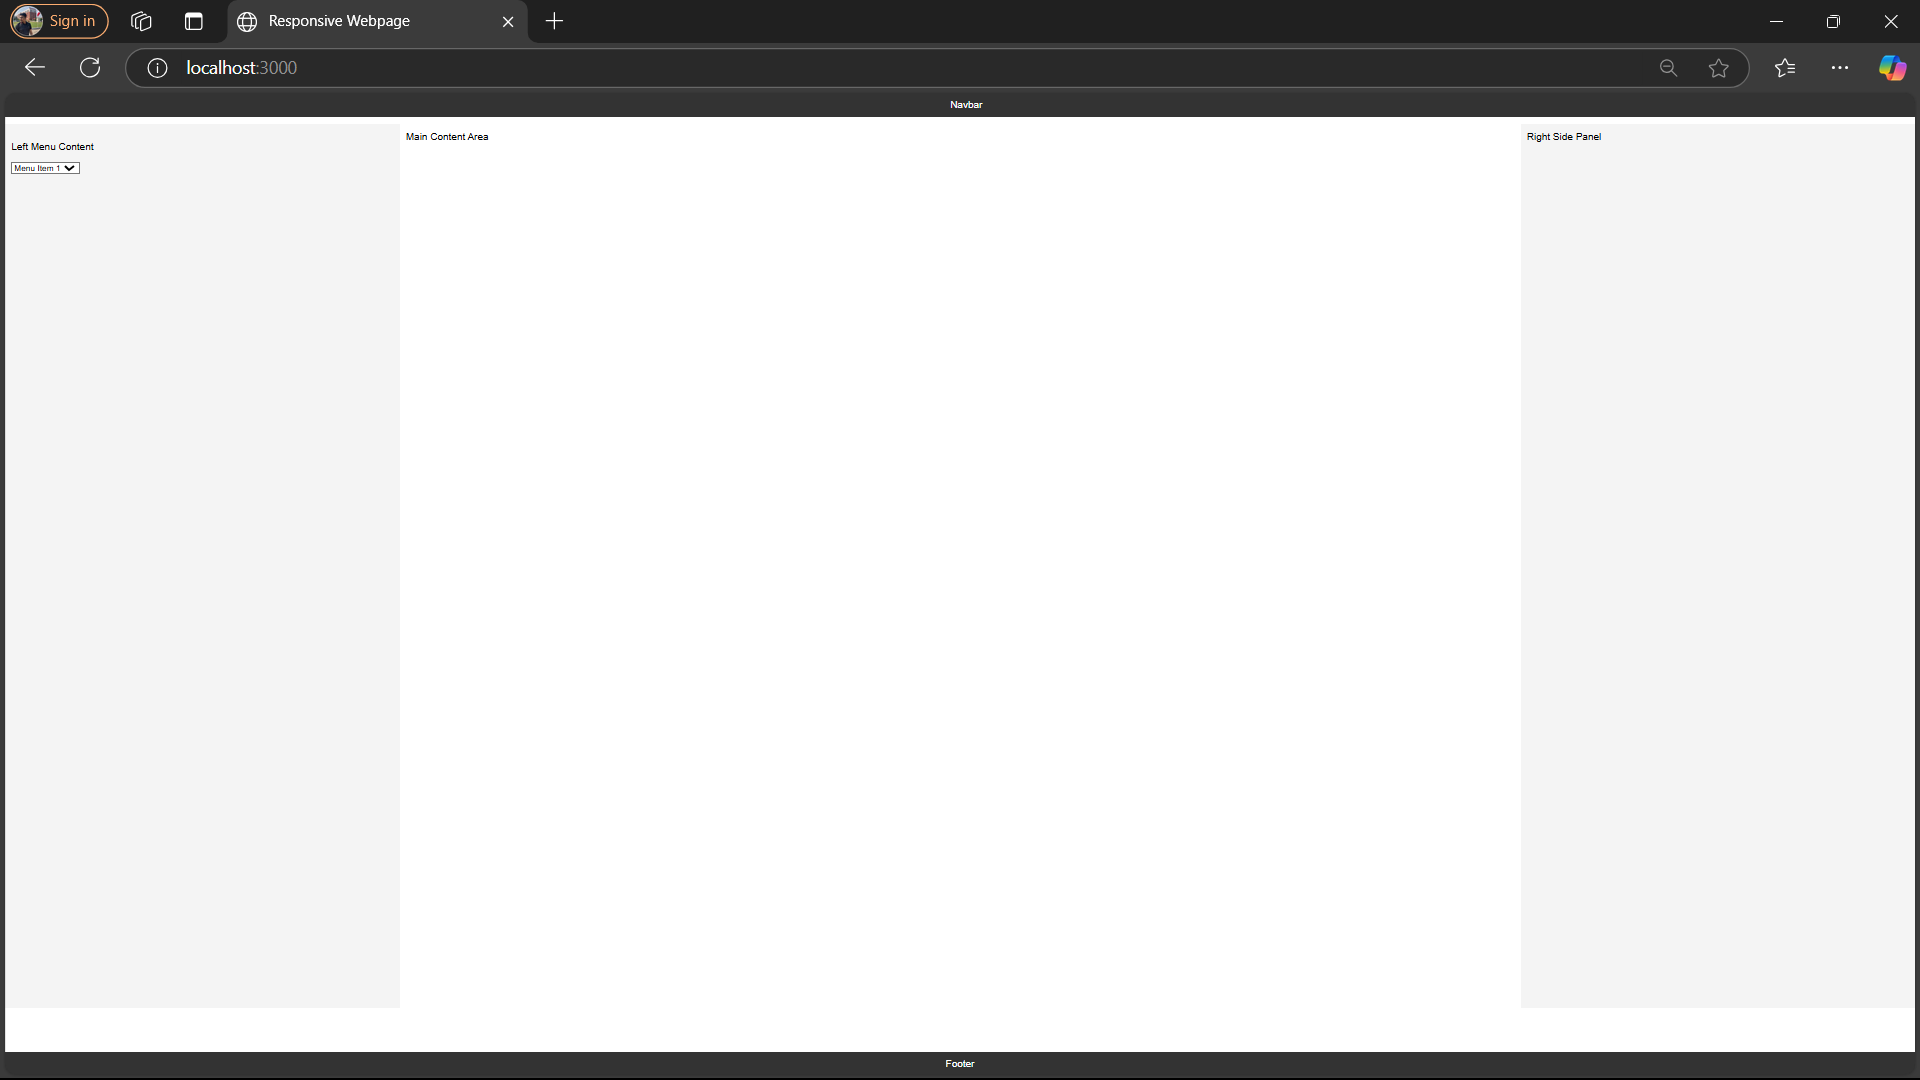 Sign in
Responsive Webpage
localhost:3000
Navbar
Left Menu Content
Menu Item 1
Main Content Area
Right Side Panel
Footer